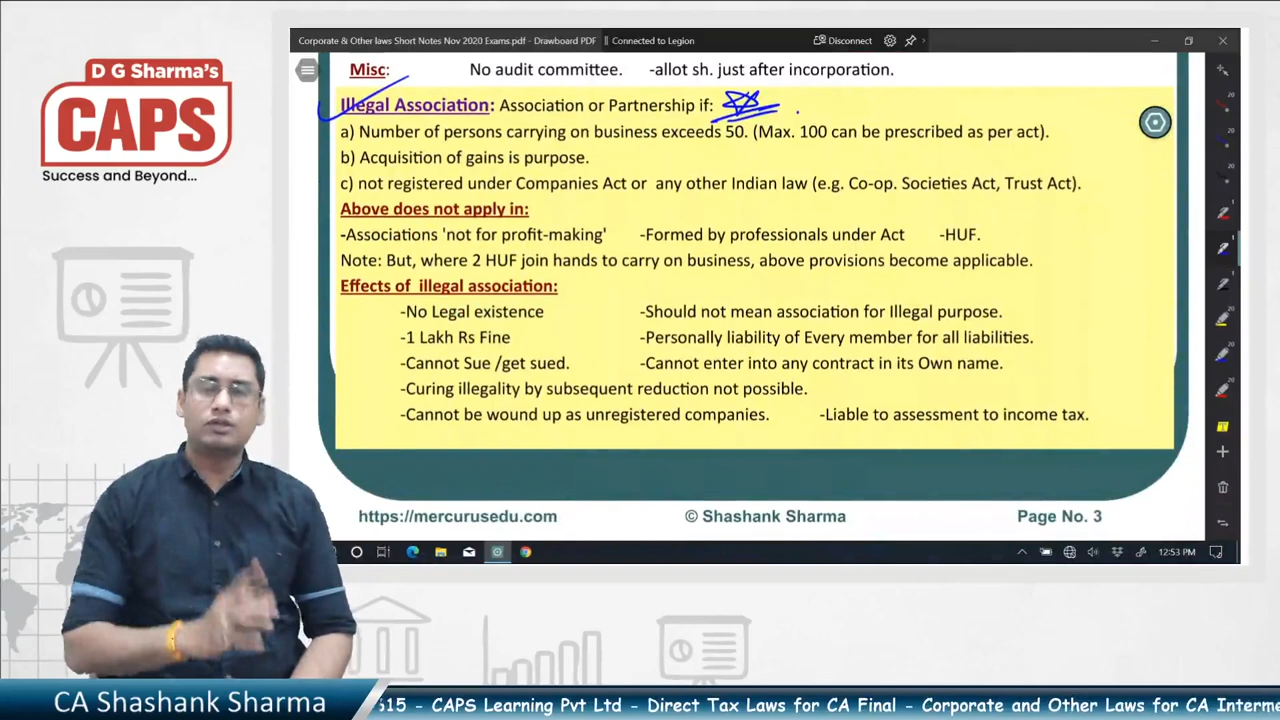 D G Sharma's
CAPS
Success and Beyond...
Corporate & Other laws Short Notes Nov 2020 Exams.pdf - Drawboard PDF
Connected to Legion
Disconnect
Misc: No audit committee. -allot sh. just after incorporation.
Illegal Association: Association or Partnership if:
a) Number of persons carrying on business exceeds 50. (Max. 100 can be prescribed as per act).
b) Acquisition of gains is purpose.
c) not registered under Companies Act or any other Indian law (e.g. Co-op. Societies Act, Trust Act).
Above does not apply in:
-Associations 'not for profit-making' -Formed by professionals under Act -HUF.
Note: But, where 2 HUF join hands to carry on business, above provisions become applicable.
Effects of illegal association:
-No Legal existence -Should not mean association for Illegal purpose.
-1 Lakh Rs Fine -Personally liability of Every member for all liabilities.
-Cannot Sue /get sued. -Cannot enter into any contract in its Own name.
-Curing illegality by subsequent reduction not possible.
-Cannot be wound up as unregistered companies. -Liable to assessment to income tax.
https://mercurusedu.com © Shashank Sharma Page No. 3
12:53 PM
CA Shashank Sharma
515 - CAPS Learning Pvt Ltd - Direct Tax Laws for CA Final - Corporate and Other Laws for CA Interme